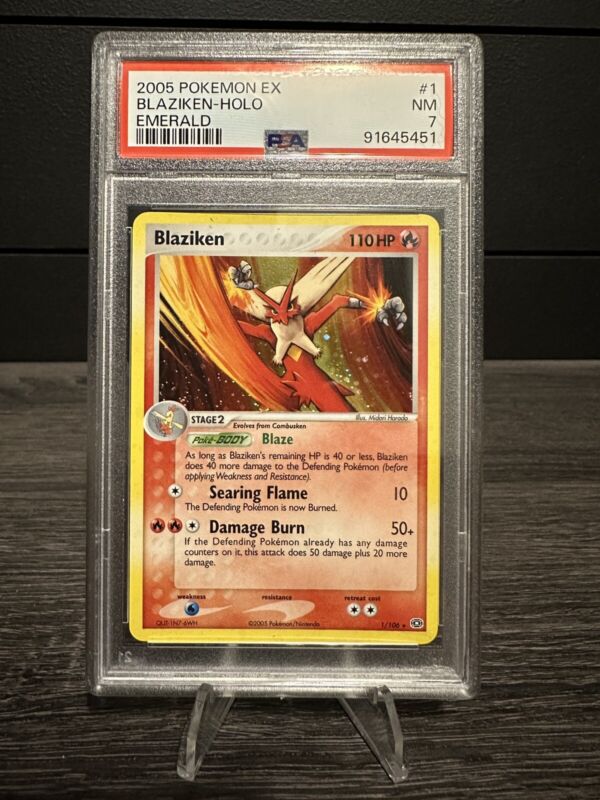 2005 POKEMON EX #1
BLAZIKEN-HOLO NM
EMERALD 7
PSA 91645451
Blaziken 110 HP
Illus. Midori Harada
STAGE 2 Evolves from Combusken
Poké-BODY Blaze
As long as Blaziken's remaining HP is 40 or less, Blaziken
does 40 more damage to the Defending Pokémon (before
applying Weakness and Resistance).
Searing Flame 10
The Defending Pokémon is now Burned.
Damage Burn 50+
If the Defending Pokémon already has any damage
counters on it, this attack does 50 damage plus 20 more
damage.
weakness resistance retreat cost
©2005 Pokémon/Nintendo 1/106